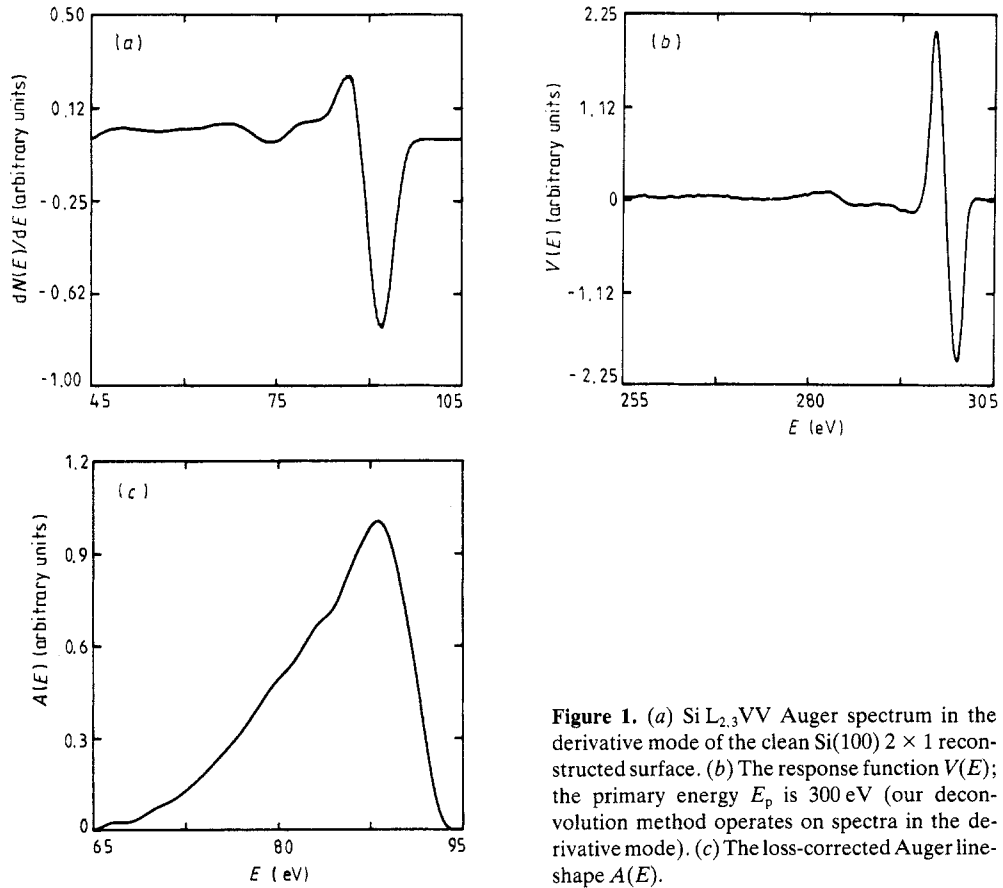 (a)
dN(E)/dE (arbitrary units)
0.50
0.12
-0.25
-0.62
-1.00
45
75
105
(b)
V(E) (arbitrary units)
2.25
1.12
0
-1.12
-2.25
255
280
305
E (eV)
(c)
A(E) (arbitrary units)
1.2
0.9
0.6
0.3
0
65
80
95
E (eV)
Figure 1. (a) Si L2,3VV Auger spectrum in the
derivative mode of the clean Si(100) 2 × 1 recon-
structed surface. (b) The response function V(E);
the primary energy Ep is 300 eV (our decon-
volution method operates on spectra in the de-
rivative mode). (c) The loss-corrected Auger line-
shape A(E).